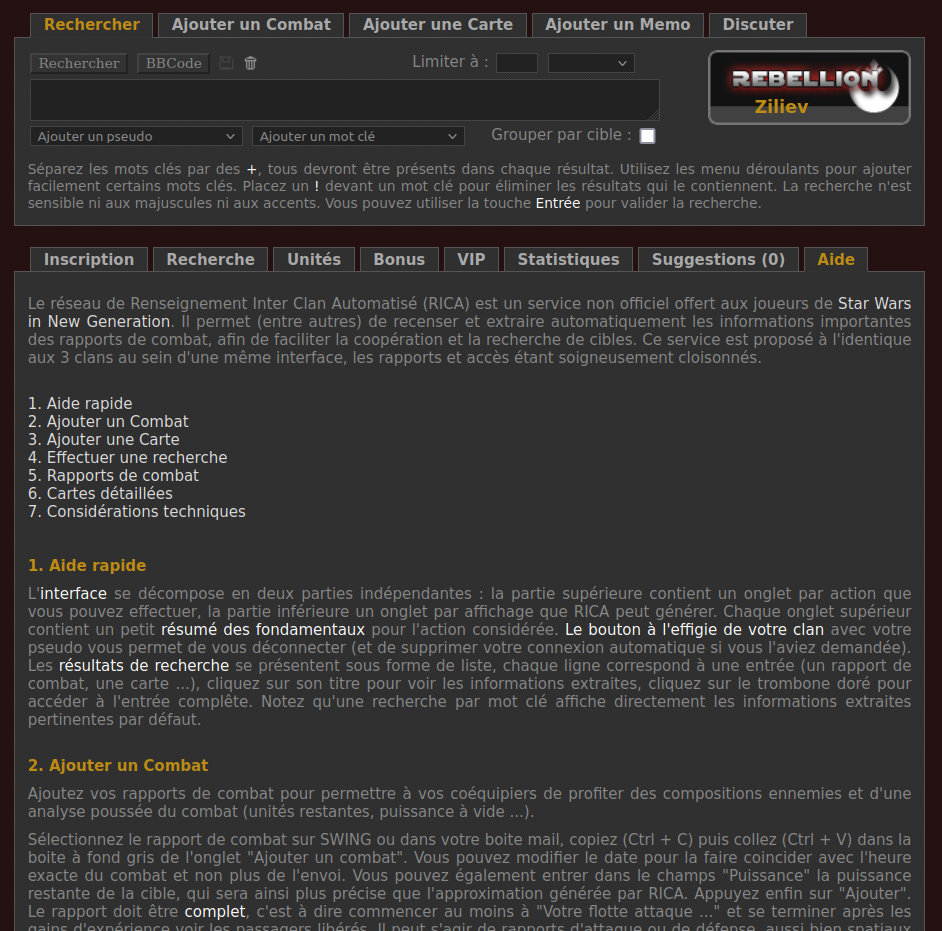 Rechercher Ajouter un Combat Ajouter une Carte Ajouter un Memo Discuter
Rechercher BBCode Limiter à :
REBELLION
Ziliev
Ajouter un pseudo Ajouter un mot clé Grouper par cible :
Séparez les mots clés par des +, tous devront être présents dans chaque résultat. Utilisez les menu déroulants pour ajouter
facilement certains mots clés. Placez un ! devant un mot clé pour éliminer les résultats qui le contiennent. La recherche n'est
sensible ni aux majuscules ni aux accents. Vous pouvez utiliser la touche Entrée pour valider la recherche.
Inscription Recherche Unités Bonus VIP Statistiques Suggestions (0) Aide
Le réseau de Renseignement Inter Clan Automatisé (RICA) est un service non officiel offert aux joueurs de Star Wars
in New Generation. Il permet (entre autres) de recenser et extraire automatiquement les informations importantes
des rapports de combat, afin de faciliter la coopération et la recherche de cibles. Ce service est proposé à l'identique
aux 3 clans au sein d'une même interface, les rapports et accès étant soigneusement cloisonnés.
1. Aide rapide
2. Ajouter un Combat
3. Ajouter une Carte
4. Effectuer une recherche
5. Rapports de combat
6. Cartes détaillées
7. Considérations techniques
1. Aide rapide
L'interface se décompose en deux parties indépendantes : la partie supérieure contient un onglet par action que
vous pouvez effectuer, la partie inférieure un onglet par affichage que RICA peut générer. Chaque onglet supérieur
contient un petit résumé des fondamentaux pour l'action considérée. Le bouton à l'effigie de votre clan avec votre
pseudo vous permet de vous déconnecter (et de supprimer votre connexion automatique si vous l'aviez demandée).
Les résultats de recherche se présentent sous forme de liste, chaque ligne correspond à une entrée (un rapport de
combat, une carte ...), cliquez sur son titre pour voir les informations extraites, cliquez sur le trombone doré pour
accéder à l'entrée complête. Notez qu'une recherche par mot clé affiche directement les informations extraites
pertinentes par défaut.
2. Ajouter un Combat
Ajoutez vos rapports de combat pour permettre à vos coéquipiers de profiter des compositions ennemies et d'une
analyse poussée du combat (unités restantes, puissance à vide ...).
Sélectionnez le rapport de combat sur SWING ou dans votre boite mail, copiez (Ctrl + C) puis collez (Ctrl + V) dans la
boite à fond gris de l'onglet "Ajouter un combat". Vous pouvez modifier le date pour la faire coincider avec l'heure
exacte du combat et non plus de l'envoi. Vous pouvez également entrer dans le champs "Puissance" la puissance
restante de la cible, qui sera ainsi plus précise que l'approximation générée par RICA. Appuyez enfin sur "Ajouter".
Le rapport doit être complet, c'est à dire commencer au moins à "Votre flotte attaque ..." et se terminer après les
gains d'expérience voir les passagers libérés. Il peut s'agir de rapports d'attaque ou de défense, aussi bien spatiaux